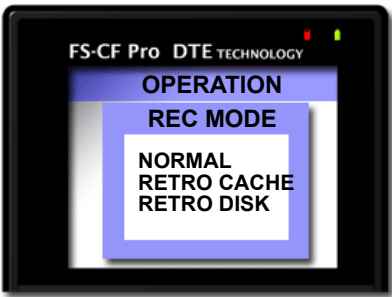 FS-CF Pro DTE TECHNOLOGY
OPERATION
REC MODE
NORMAL
RETRO CACHE
RETRO DISK